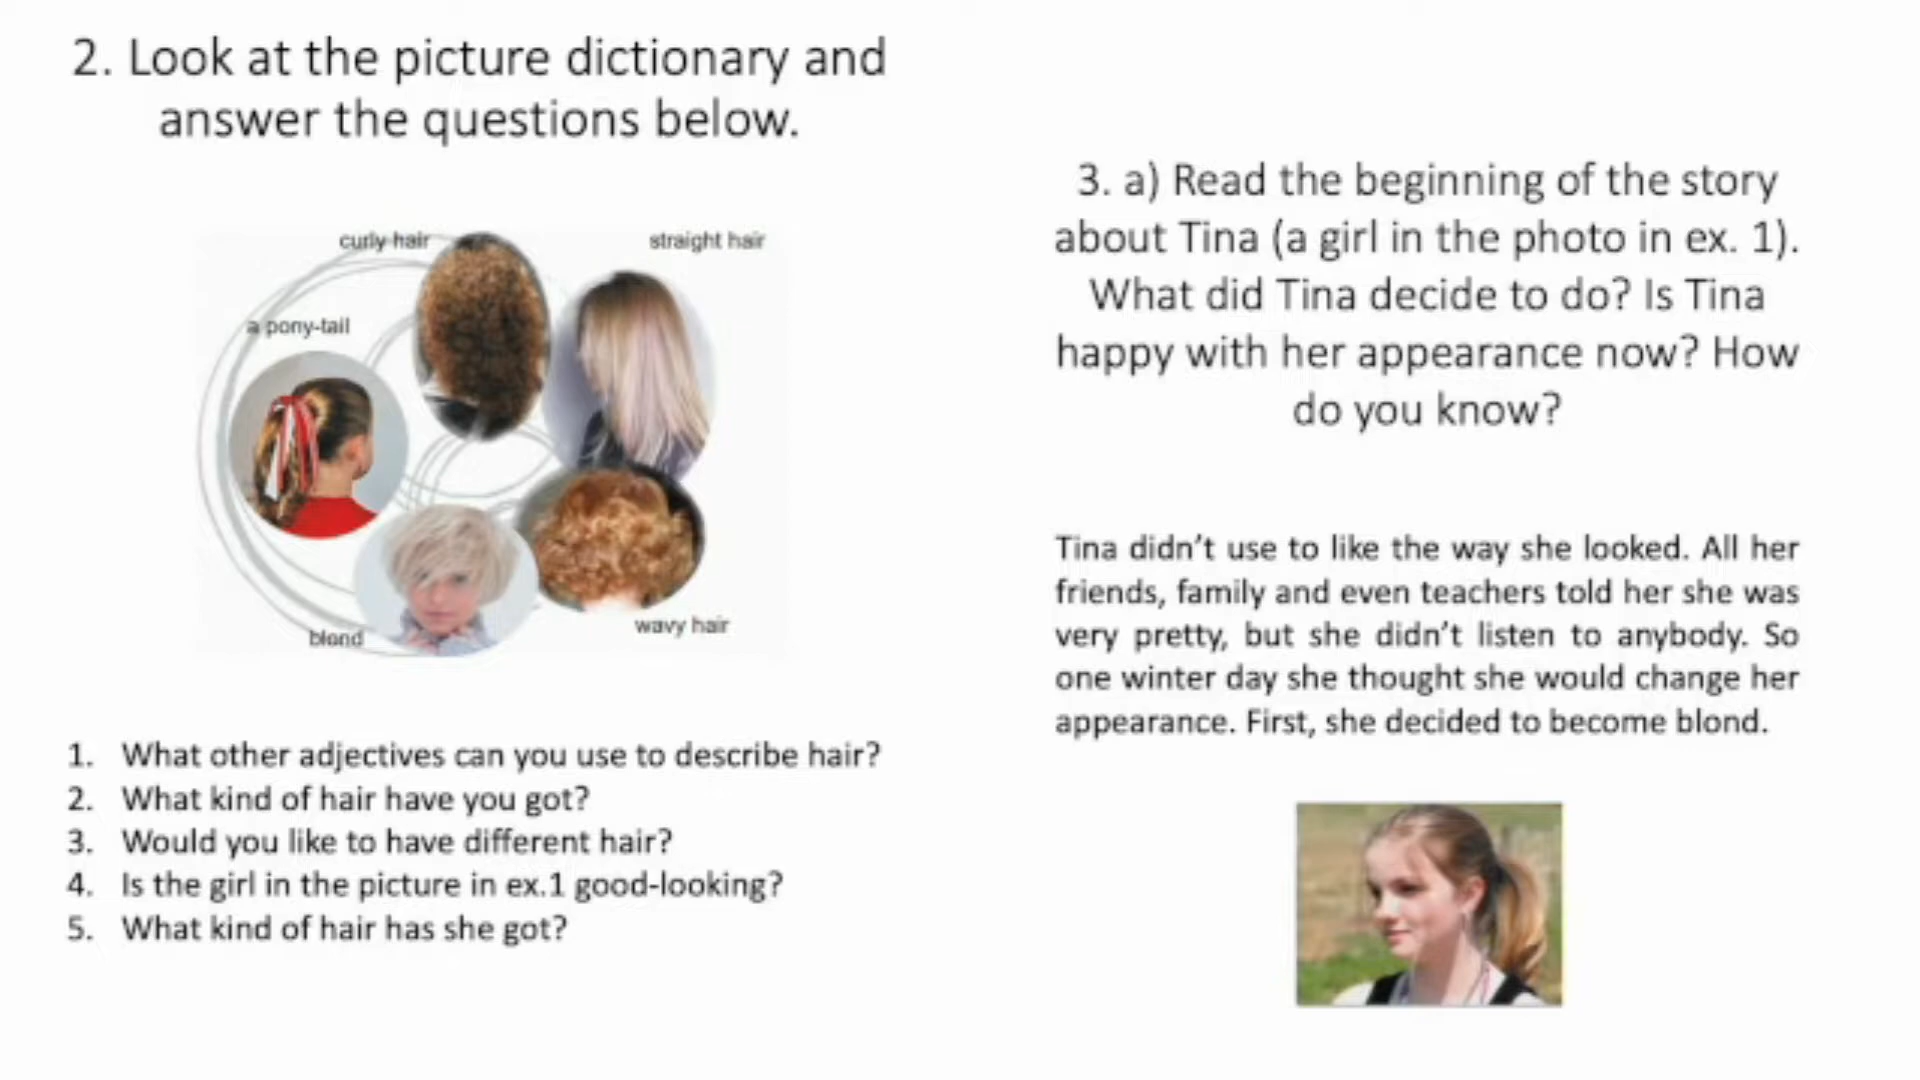 2. Look at the picture dictionary and
answer the questions below.
curly hair
straight hair
a pony-tail
blond
wavy hair
1. What other adjectives can you use to describe hair?
2. What kind of hair have you got?
3. Would you like to have different hair?
4. Is the girl in the picture in ex.1 good-looking?
5. What kind of hair has she got?
3. a) Read the beginning of the story
about Tina (a girl in the photo in ex. 1).
What did Tina decide to do? Is Tina
happy with her appearance now? How
do you know?
Tina didn’t use to like the way she looked. All her
friends, family and even teachers told her she was
very pretty, but she didn’t listen to anybody. So
one winter day she thought she would change her
appearance. First, she decided to become blond.